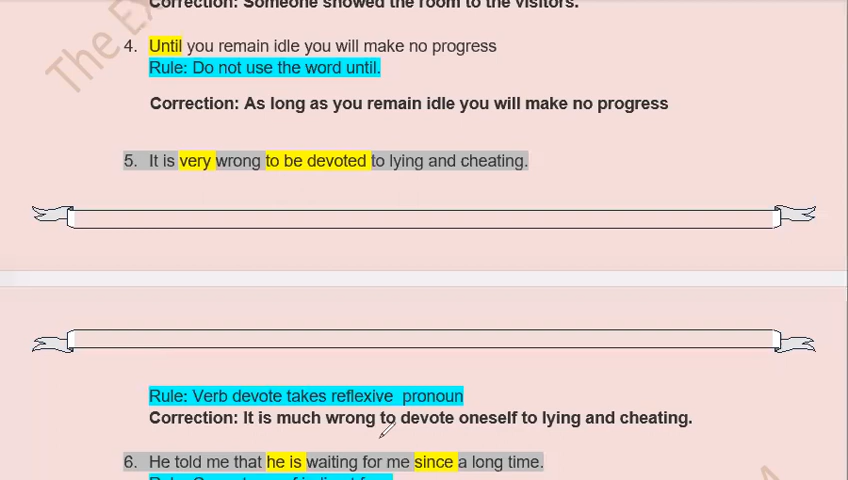 Correction: Someone showed the room to the visitors.
The Ex
4. Until you remain idle you will make no progress
Rule: Do not use the word until.
Correction: As long as you remain idle you will make no progress
5. It is very wrong to be devoted to lying and cheating.
Rule: Verb devote takes reflexive pronoun
Correction: It is much wrong to devote oneself to lying and cheating.
6. He told me that he is waiting for me since a long time.